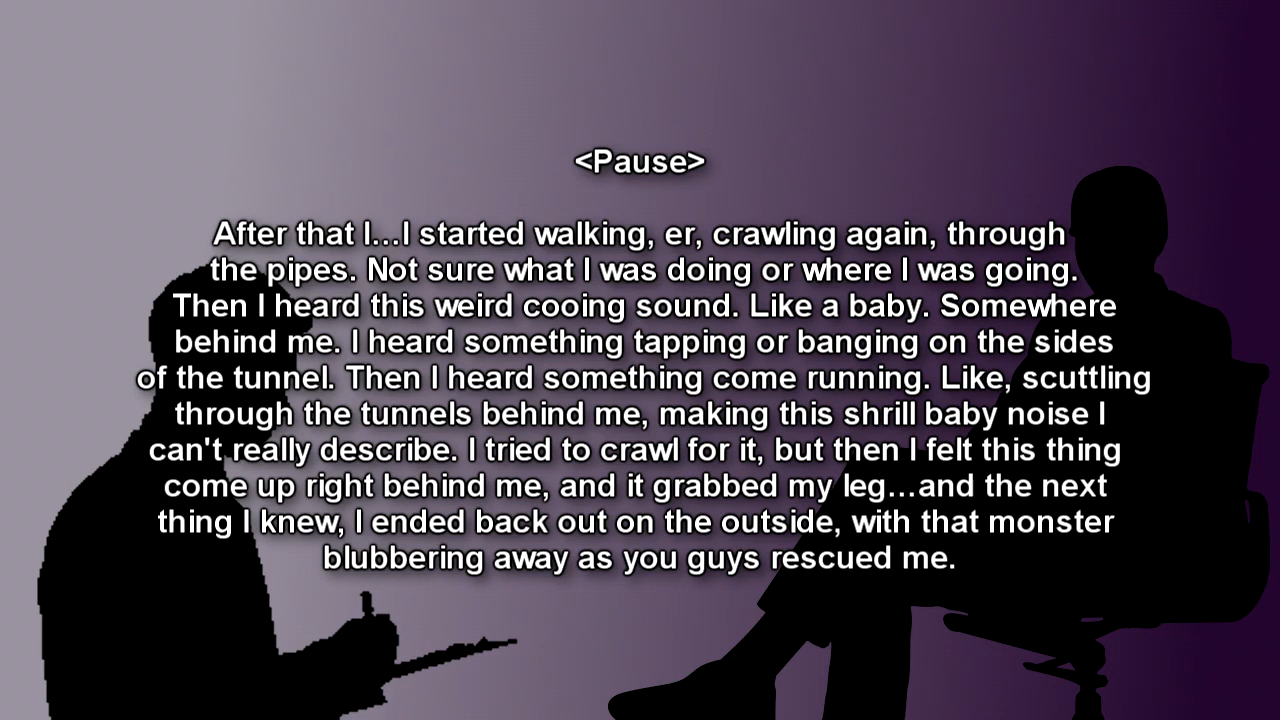 <Pause>
After that I...I started walking, er, crawling again, through
the pipes. Not sure what I was doing or where I was going.
Then I heard this weird cooing sound. Like a baby. Somewhere
behind me. I heard something tapping or banging on the sides
of the tunnel. Then I heard something come running. Like, scuttling
through the tunnels behind me, making this shrill baby noise I
can't really describe. I tried to crawl for it, but then I felt this thing
come up right behind me, and it grabbed my leg...and the next
thing I knew, I ended back out on the outside, with that monster
blubbering away as you guys rescued me.